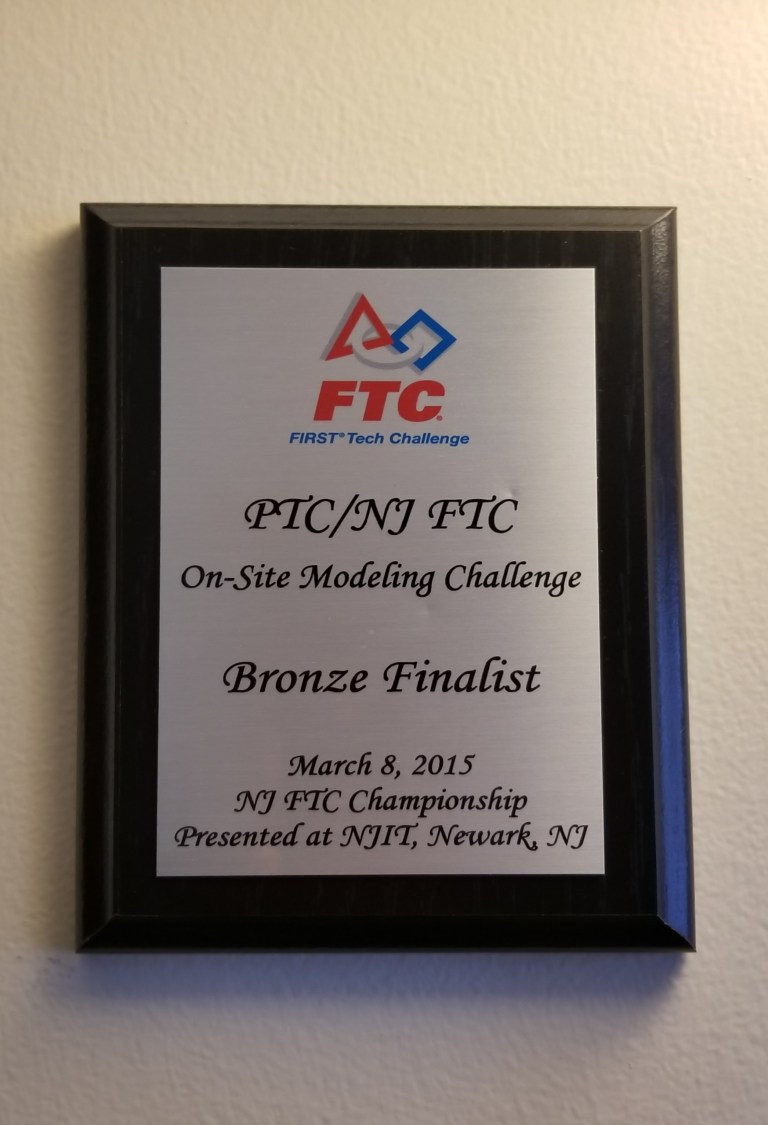 FTC®
FIRST® Tech Challenge
PTC/NJ FTC
On-Site Modeling Challenge
Bronze Finalist
March 8, 2015
NJ FTC Championship
Presented at NJIT, Newark, NJ